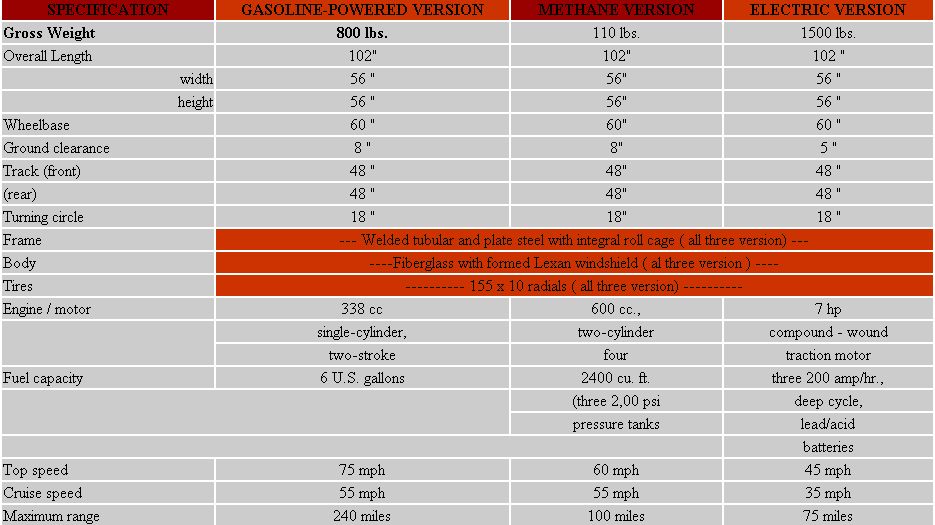 SPECIFICATION GASOLINE-POWERED VERSION METHANE VERSION ELECTRIC VERSION
Gross Weight 800 lbs. 110 lbs. 1500 lbs.
Overall Length 102" 102" 102 "
width 56 " 56" 56 "
height 56 " 56" 56 "
Wheelbase 60 " 60" 60 "
Ground clearance 8 " 8" 5 "
Track (front) 48 " 48" 48 "
(rear) 48 " 48" 48 "
Turning circle 18 " 18" 18 "
Frame --- Welded tubular and plate steel with integral roll cage ( all three version) ---
Body ----Fiberglass with formed Lexan windshield ( al three version ) ----
Tires ---------- 155 x 10 radials ( all three version) ----------
Engine / motor 338 cc 600 cc., 7 hp
single-cylinder, two-cylinder compound - wound
two-stroke four traction motor
Fuel capacity 6 U.S. gallons 2400 cu. ft. three 200 amp/hr.,
(three 2,00 psi deep cycle,
pressure tanks lead/acid
batteries
Top speed 75 mph 60 mph 45 mph
Cruise speed 55 mph 55 mph 35 mph
Maximum range 240 miles 100 miles 75 miles